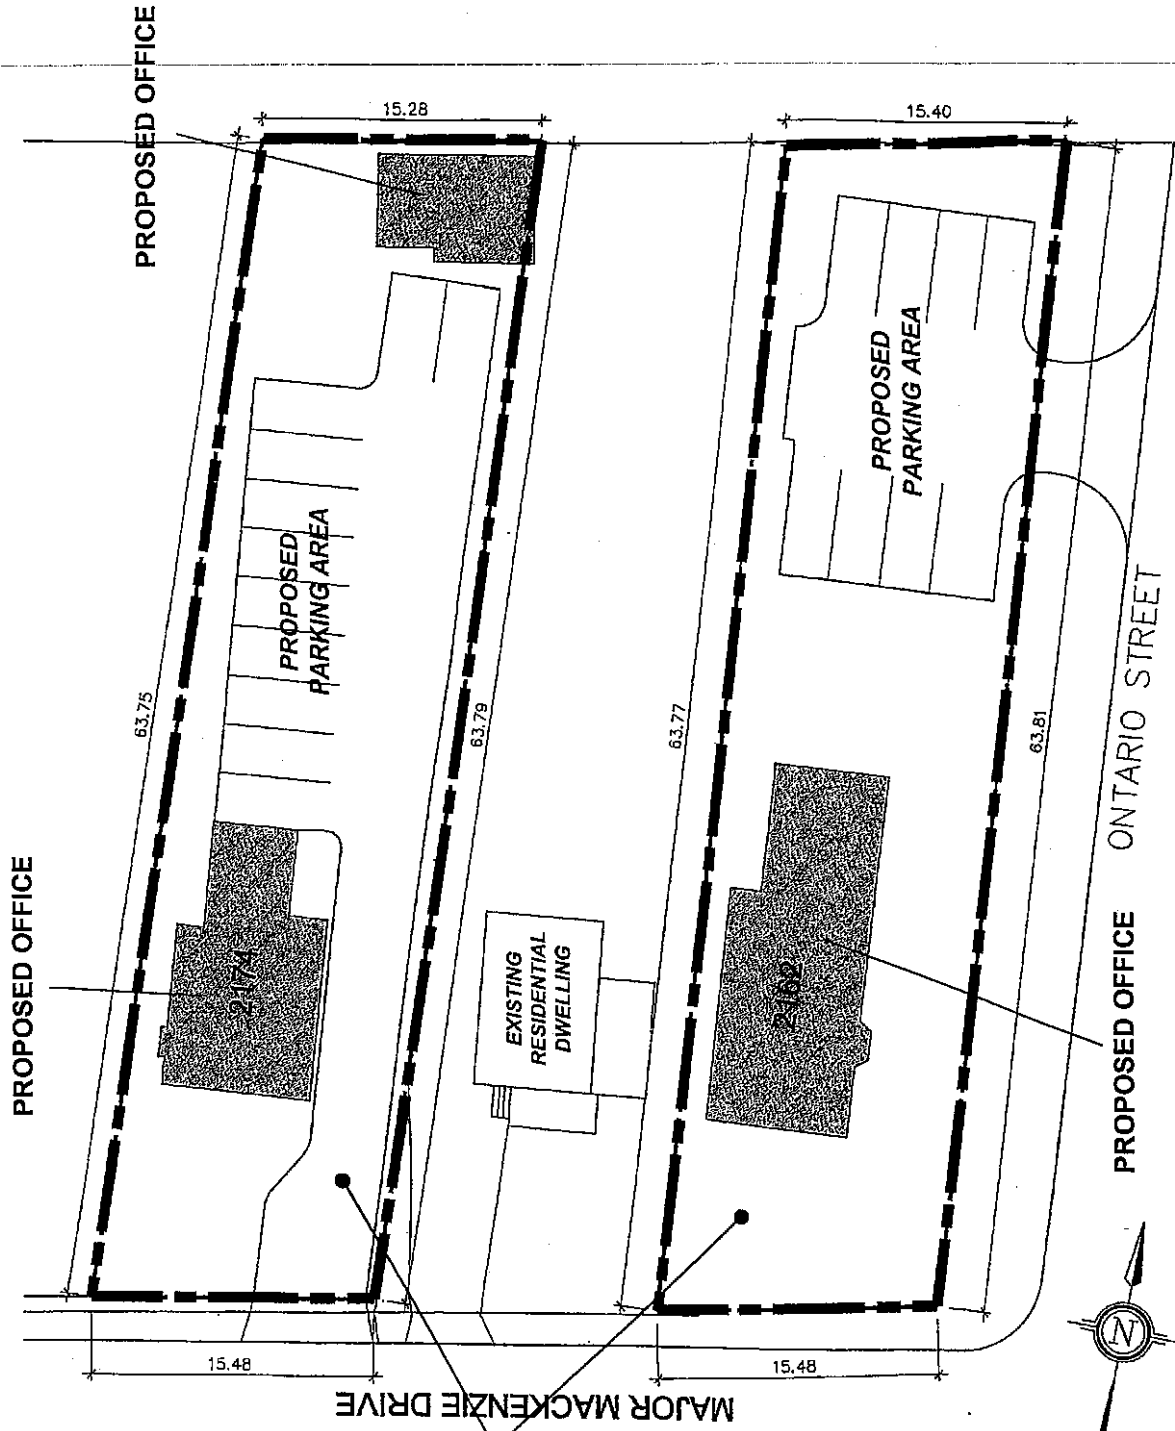 PROPOSED OFFICE
15.28
15.40
PROPOSED
PARKING AREA
PROPOSED
PARKING AREA
63.75
63.79
63.77
63.81
ONTARIO STREET
PROPOSED OFFICE
2174
EXISTING
RESIDENTIAL
DWELLING
2162
PROPOSED OFFICE
N
15.48
15.48
MAJOR MACKENZIE DRIVE